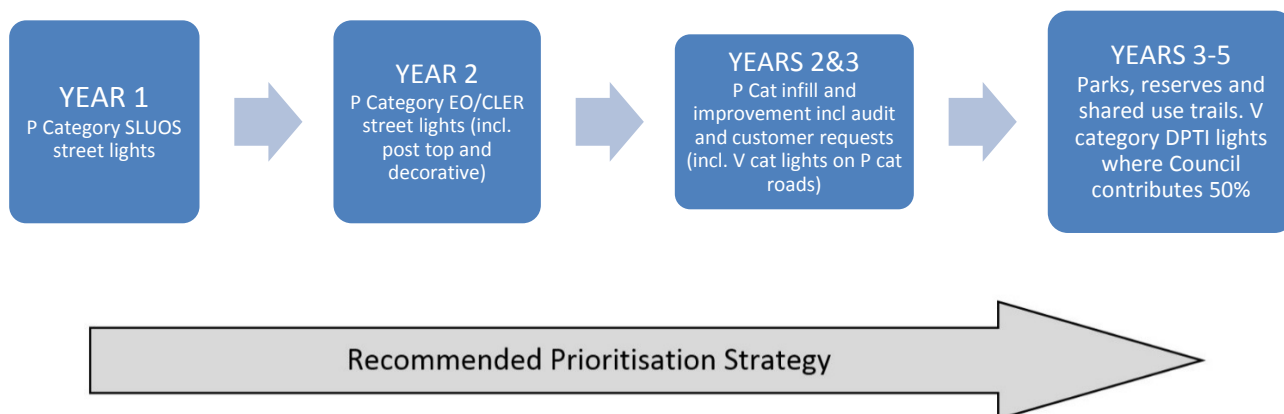 YEAR 1
P Category SLUOS
street lights
YEAR 2
P Category EO/CLER
street lights (incl.
post top and
decorative)
YEARS 2&3
P Cat infill and
improvement incl audit
and customer requests
(incl. V cat lights on P cat
roads)
YEARS 3-5
Parks, reserves and
shared use trails. V
category DPTI lights
where Council
contributes 50%
Recommended Prioritisation Strategy